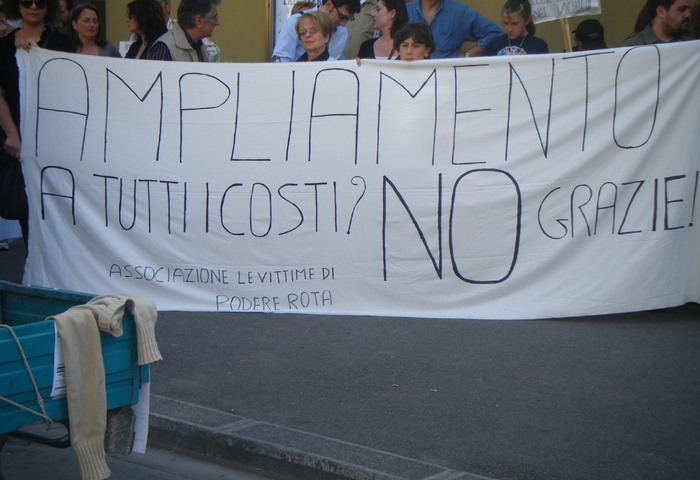 AMPLIAMENTO
A TUTTI I COSTI? NO GRAZIE!
ASSOCIAZIONE LE VITTIME DI
PODERE ROTA